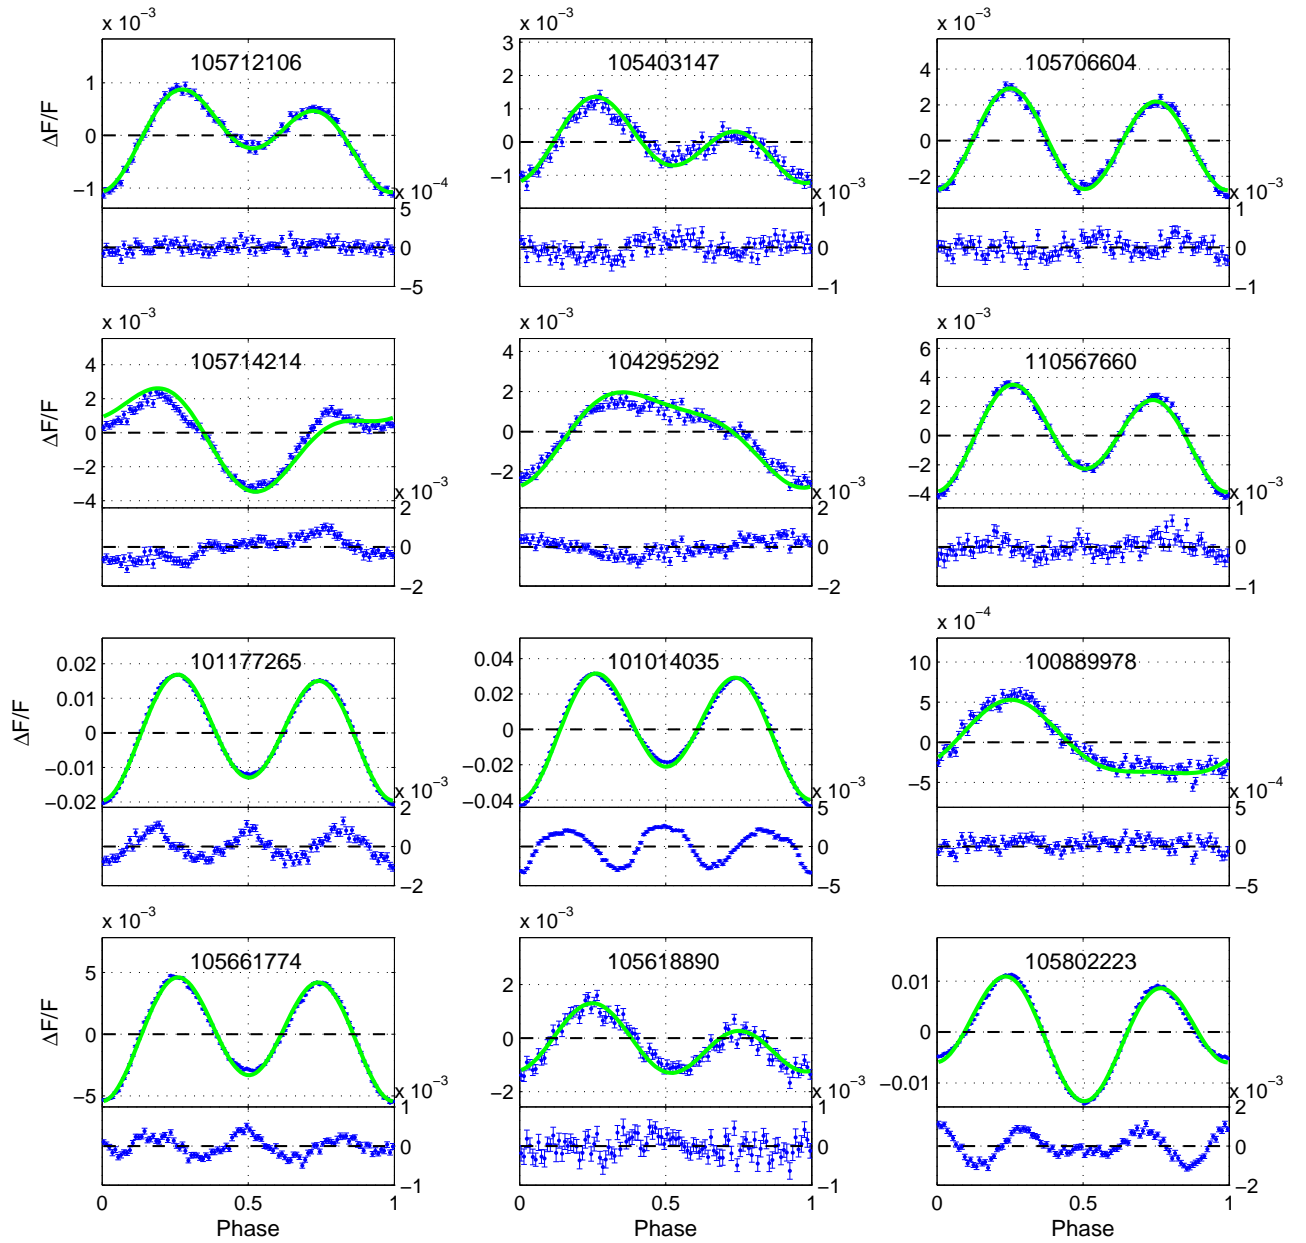 x 10−3 x 10−3 x 10−3
105712106 105403147 105706604
ΔF/F
1 0 −1
3 2 1 0 −1
4 2 0 −2
x 10−4 x 10−3 x 10−3
5 0 −5
1 0 −1
1 0 −1
x 10−3 x 10−3 x 10−3
105714214 104295292 110567660
ΔF/F
4 2 0 −2 −4
4 2 0 −2
6 4 2 0 −2 −4
x 10−3 x 10−3 x 10−3
2 0 −2
2 0 −2
1 0 −1
x 10−4
101177265 101014035 100889978
ΔF/F
0.02 0.01 0 −0.01 −0.02
0.04 0.02 0 −0.02 −0.04
10 5 0 −5
x 10−3 x 10−3 x 10−4
2 0 −2
5 0 −5
5 0 −5
x 10−3 x 10−3
105661774 105618890 105802223
ΔF/F
5 0 −5
2 0 −2
0.01 0 −0.01
x 10−3 x 10−3 x 10−3
1 0 −1
1 0 −1
2 0 −2
0 0.5 1 0 0.5 1 0 0.5 1
Phase Phase Phase